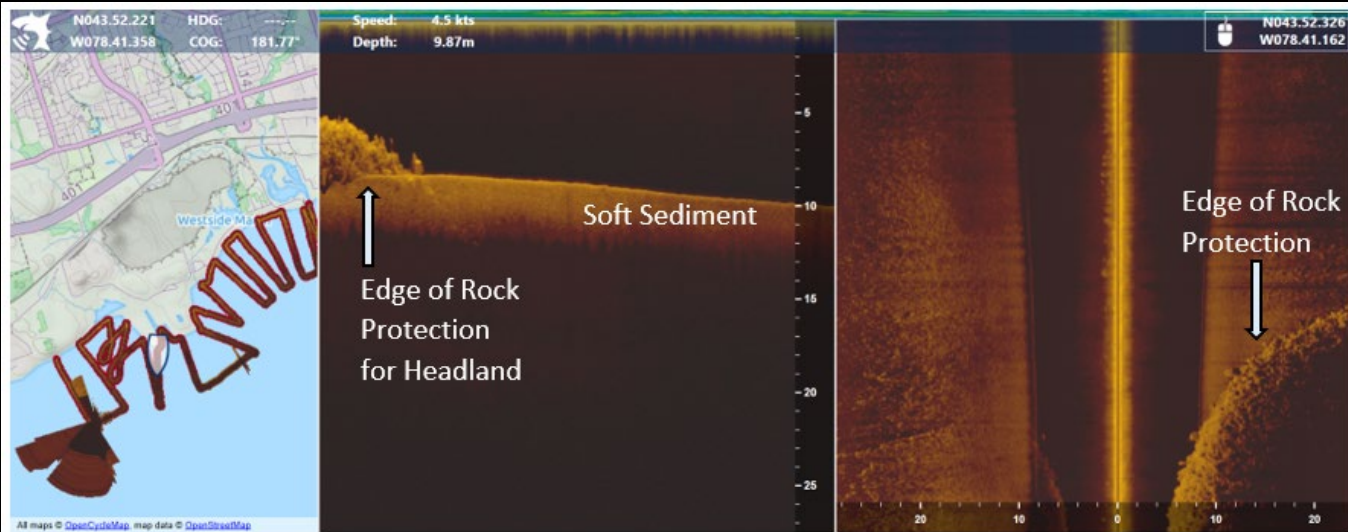 N043.52.221 HDG: ---.--
W078.41.358 COG: 181.77°
Speed: 4.5 kts
Depth: 9.87m
N043.52.326
W078.41.162
401
401
Westside Ma
All maps © OpenCycleMap, map data © OpenStreetMap
Edge of Rock
Protection
for Headland
Soft Sediment
5
10
15
20
25
Edge of Rock
Protection
20 10 0 10 20